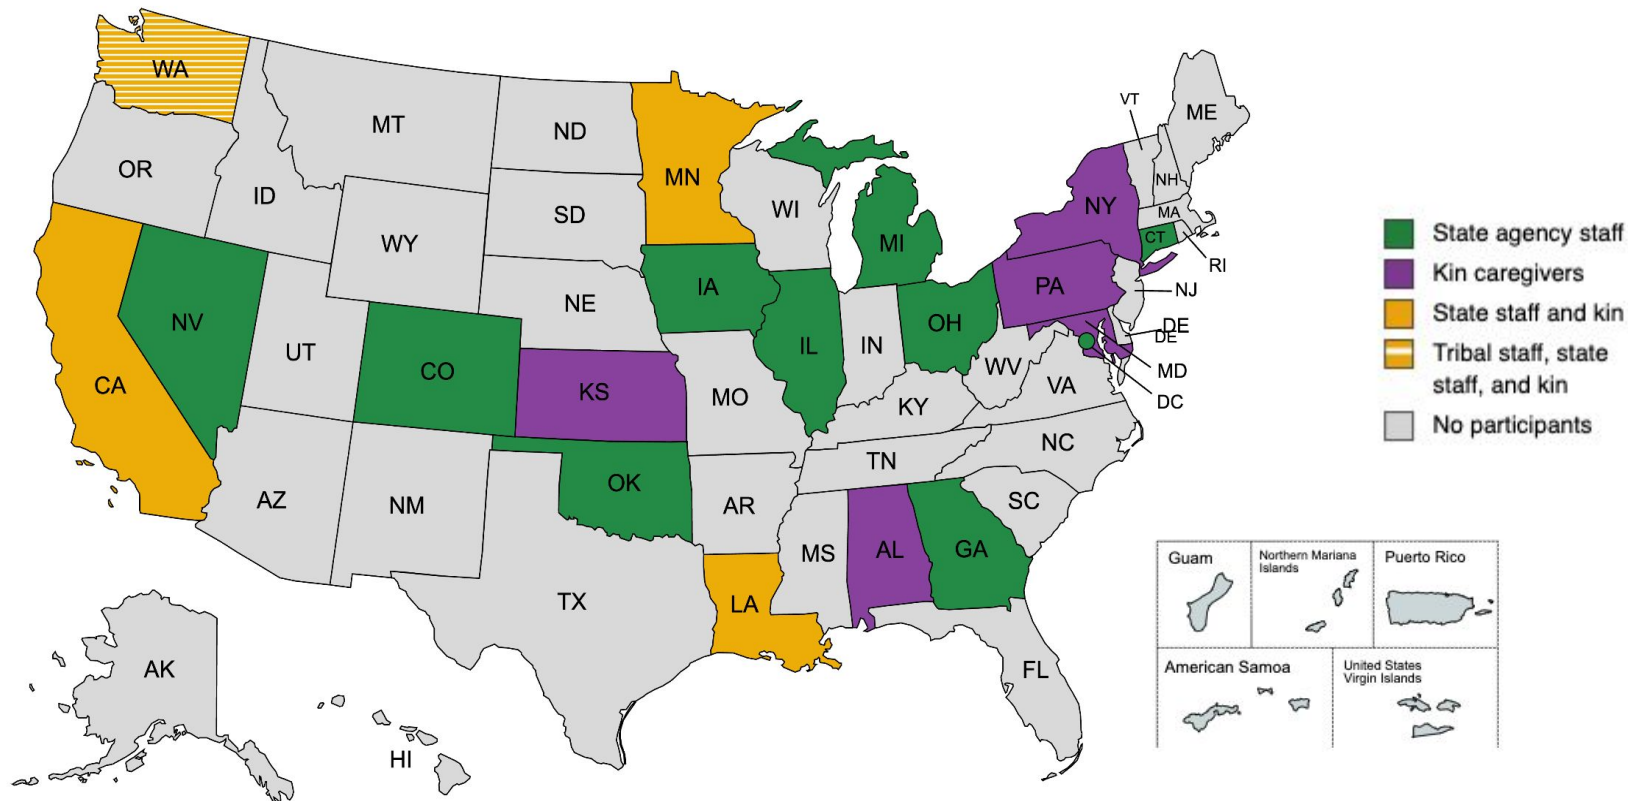 WA
MT
ND
OR
ID
MN
SD
WI
WY
MI
VT
ME
NH
NY
MA
CT
RI
NV
UT
CO
NE
IA
IL
IN
OH
PA
NJ
DE
DE
MD
DC
CA
KS
MO
WV
VA
KY
AZ
NM
OK
AR
TN
NC
SC
MS
AL
GA
TX
LA
FL
AK
HI
State agency staff
Kin caregivers
State staff and kin
Tribal staff, state
staff, and kin
No participants
Guam
Northern Mariana
Islands
Puerto Rico
American Samoa
United States
Virgin Islands